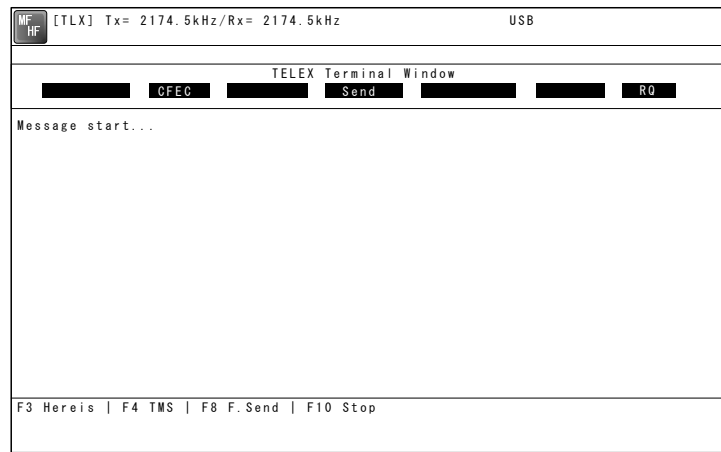 MF
HF
[TLX] Tx= 2174.5kHz/Rx= 2174.5kHz USB
TELEX Terminal Window
CFEC Send RQ
Message start...
F3 Hereis | F4 TMS | F8 F.Send | F10 Stop